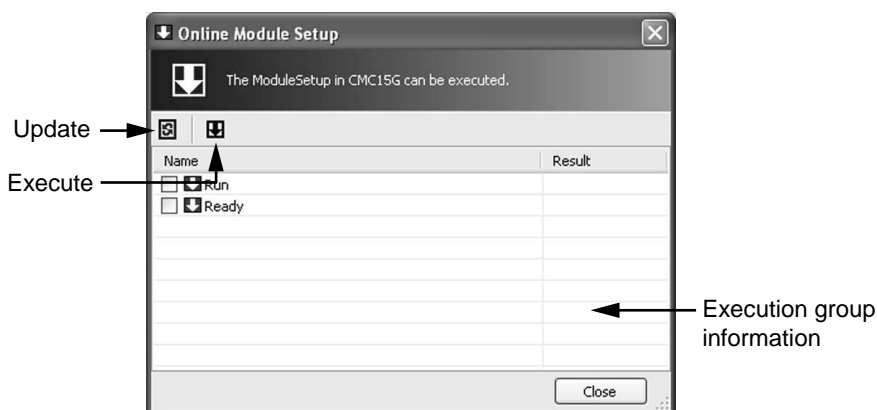 Online Module Setup
The ModuleSetup in CMC15G can be executed.
Update
Name Result
Execute
Run
Ready
Execution group
information
Close